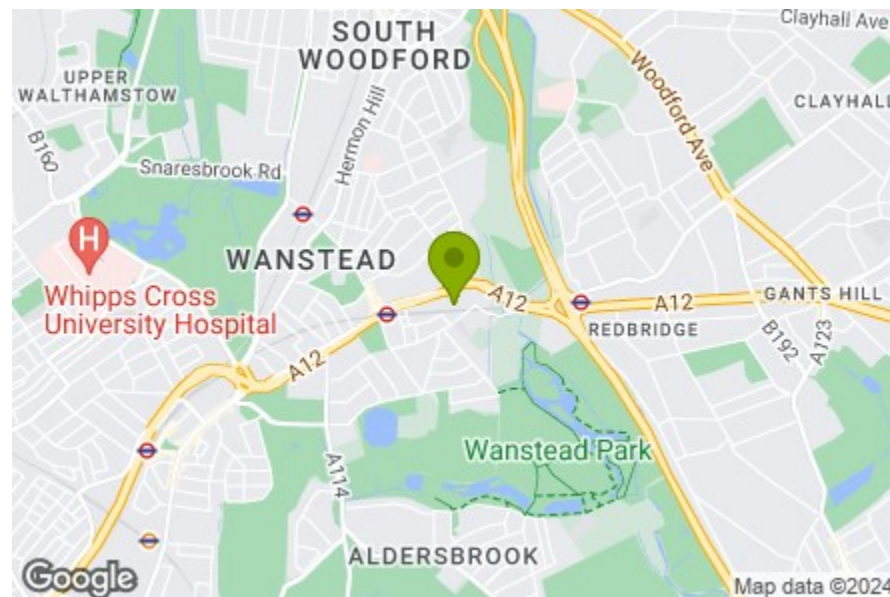 SOUTH
WOODFORD
Clayhall Ave
UPPER
WALTHAMSTOW
Woodford Ave
CLAYHALL
B160
Hermon Hill
Snaresbrook Rd
H
WANSTEAD
Whipps Cross
University Hospital
A12
A12
GANTS HILL
REDBRIDGE
B192
A123
A12
Wanstead Park
A114
ALDERSBROOK
Google
Map data ©2024